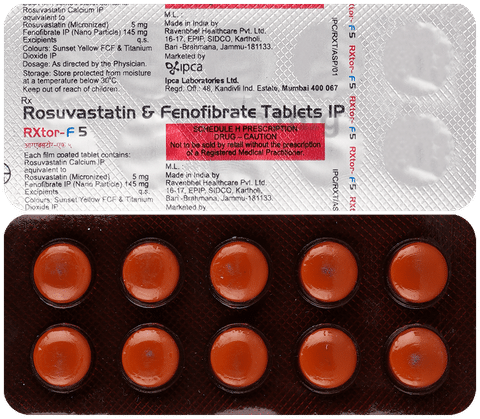 Rosuvastatin Calcium IP
equivalent to
Rosuvastatin (Micronized) 5 mg
Fenofibrate IP (Nano Particle) 145 mg
Excipients q.s.
Colours: Sunset Yellow FCF & Titanium
Dioxide IP
Dosage: As directed by the Physician.
Storage: Store protected from moisture
at a temperature below 30°C.
Keep out of reach of children.
M.L.
Made in India by
Ravenbhel Healthcare Pvt. Ltd.
16-17, EPIP, SIDCO, Kartholi,
Bari -Brahmana, Jammu-181133.
Marketed by
ipca
Ipca Laboratories Ltd.
Regd. Off.: 48, Kandivli Ind. Estate, Mumbai 400 067
Rx
Rosuvastatin & Fenofibrate Tablets IP
RXtor-F 5
SCHEDULE H PRESCRIPTION
DRUG - CAUTION
Not to be sold by retail without the prescription
of a Registered Medical Practitioner.
Each film coated tablet contains:
Rosuvastatin Calcium IP
equivalent to
Rosuvastatin (Micronized) 5 mg
Fenofibrate IP (Nano Particle) 145 mg
Excipients q.s.
Colours: Sunset Yellow FCF & Titanium
Dioxide IP
M.L.
Made in India by
Ravenbhel Healthcare Pvt. Ltd.
16-17, EPIP, SIDCO, Kartholi,
Bari -Brahmana, Jammu-181133.
Marketed by
IPC/RXT/ASP/01
RXtor-F 5
IPC/RXT/AS